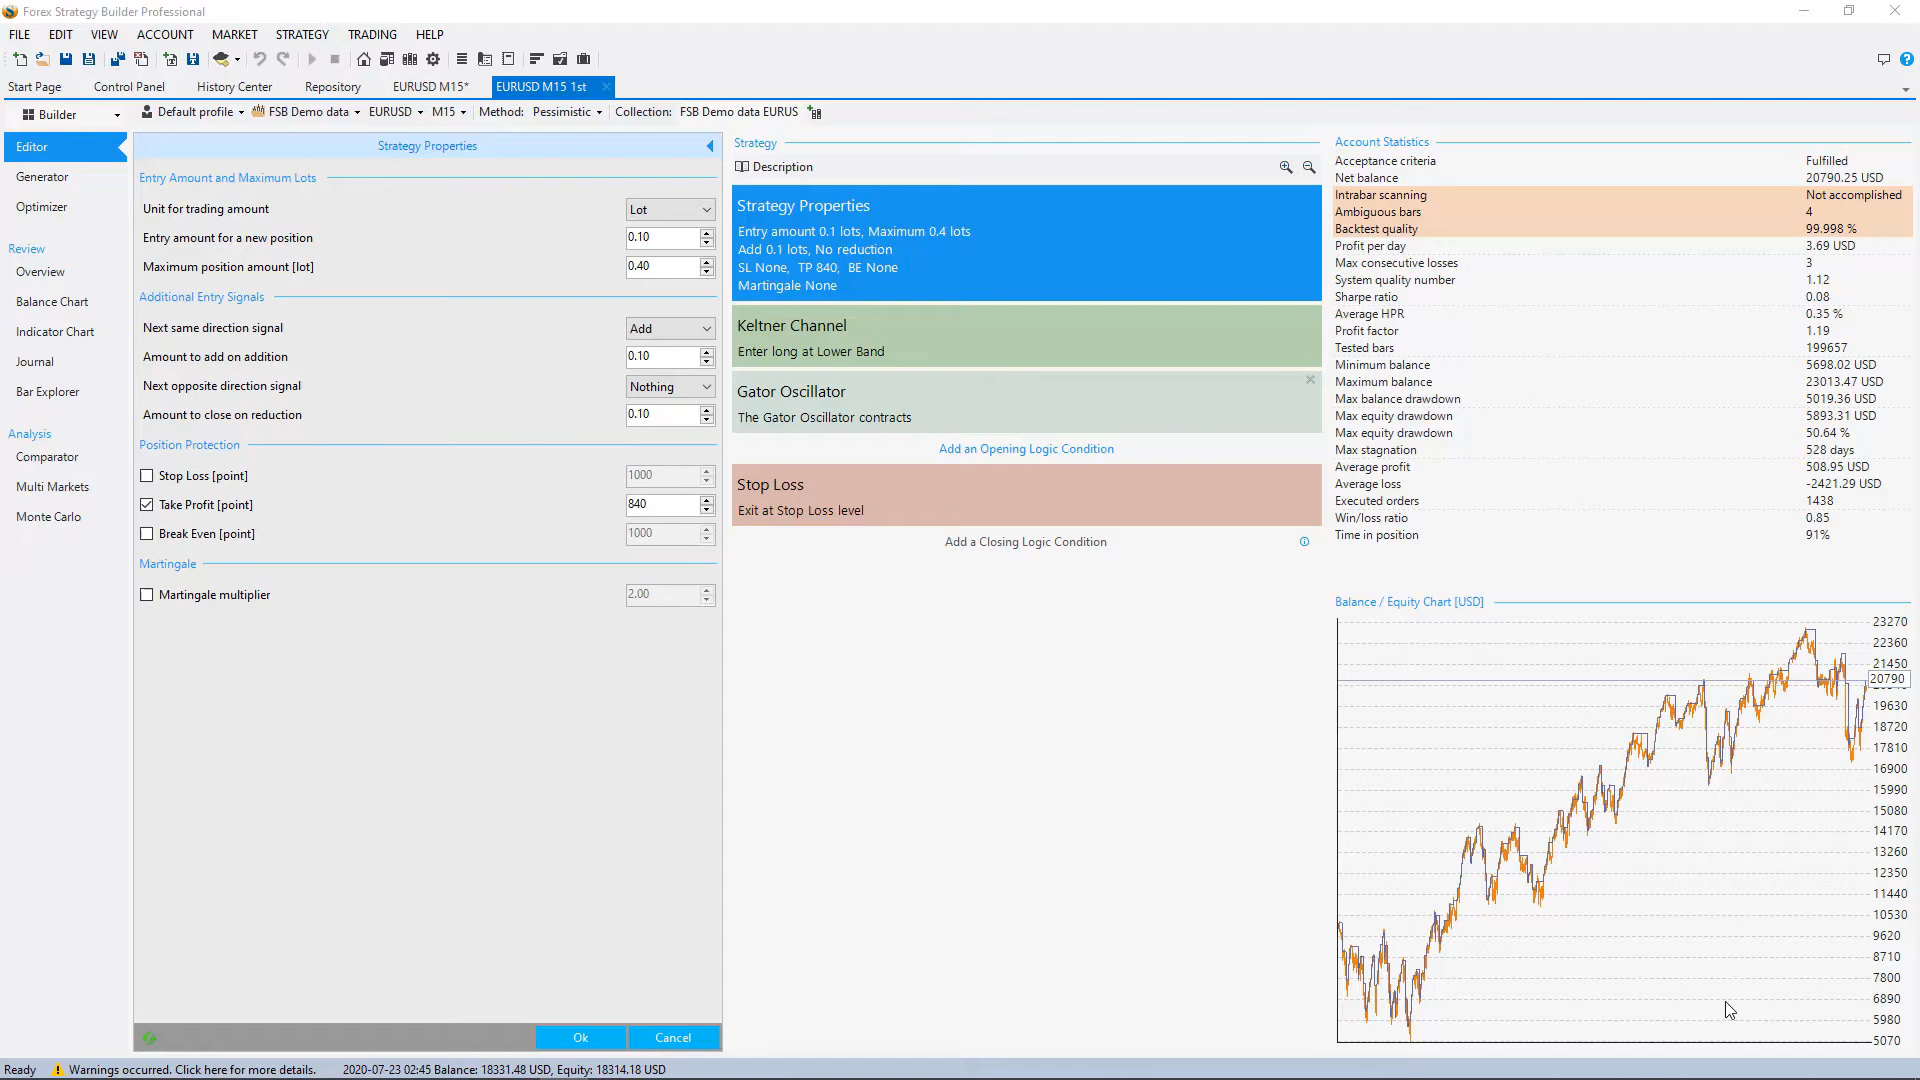 Forex Strategy Builder Professional
FILE EDIT VIEW ACCOUNT MARKET STRATEGY TRADING HELP
Start Page Control Panel History Center Repository EURUSD M15* EURUSD M15 1st
Builder Default profile FSB Demo data EURUSD M15 Method: Pessimistic Collection: FSB Demo data EURUS
Editor
Generator
Optimizer
Review
Overview
Balance Chart
Indicator Chart
Journal
Bar Explorer
Analysis
Comparator
Multi Markets
Monte Carlo
Strategy Properties
Entry Amount and Maximum Lots
Unit for trading amount Lot
Entry amount for a new position 0.10
Maximum position amount [lot] 0.40
Additional Entry Signals
Next same direction signal Add
Amount to add on addition 0.10
Next opposite direction signal Nothing
Amount to close on reduction 0.10
Position Protection
Stop Loss [point] 1000
Take Profit [point] 840
Break Even [point] 1000
Martingale
Martingale multiplier 2.00
Ok Cancel
Strategy
Description
Strategy Properties
Entry amount 0.1 lots, Maximum 0.4 lots
Add 0.1 lots, No reduction
SL None, TP 840, BE None
Martingale None
Keltner Channel
Enter long at Lower Band
Gator Oscillator
The Gator Oscillator contracts
Add an Opening Logic Condition
Stop Loss
Exit at Stop Loss level
Add a Closing Logic Condition
Account Statistics
Acceptance criteria Fulfilled
Net balance 20790.25 USD
Intrabar scanning Not accomplished
Ambiguous bars 4
Backtest quality 99.998 %
Profit per day 3.69 USD
Max consecutive losses 3
System quality number 1.12
Sharpe ratio 0.08
Average HPR 0.35 %
Profit factor 1.19
Tested bars 199657
Minimum balance 5698.02 USD
Maximum balance 23013.47 USD
Max balance drawdown 5019.36 USD
Max equity drawdown 5893.31 USD
Max equity drawdown 50.64 %
Max stagnation 528 days
Average profit 508.95 USD
Average loss -2421.29 USD
Executed orders 1438
Win/loss ratio 0.85
Time in position 91%
Balance / Equity Chart [USD]
23270
22360
21450
20790
19630
18720
17810
16900
15990
15080
14170
13260
12350
11440
10530
9620
8710
7800
6890
5980
5070
Ready Warnings occurred. Click here for more details. 2020-07-23 02:45 Balance: 18331.48 USD, Equity: 18314.18 USD